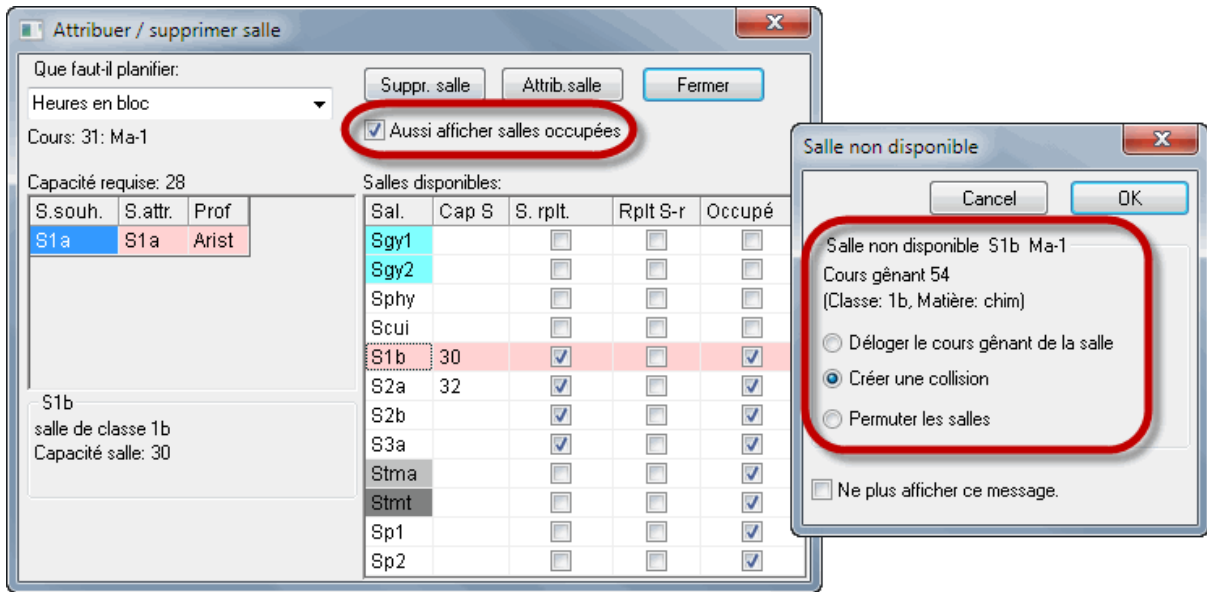 Attribuer / supprimer salle
Que faut-il planifier:
Heures en bloc
Cours: 31: Ma-1
Suppr. salle Attrib.salle Fermer
Aussi afficher salles occupées
Capacité requise: 28
S.souh. S.attr. Prof
S1a S1a Arist
Salles disponibles:
Sal. Cap S S. rplt. Rplt S-r Occupé
Sgy1
Sgy2
Sphy
Scui
S1b 30
S2a 32
S2b
S3a
Stma
Stmt
Sp1
Sp2
S1b
salle de classe 1b
Capacité salle: 30
Salle non disponible
Cancel OK
Salle non disponible S1b Ma-1
Cours gênant 54
(Classe: 1b, Matière: chim)
Déloger le cours gênant de la salle
Créer une collision
Permuter les salles
Ne plus afficher ce message.